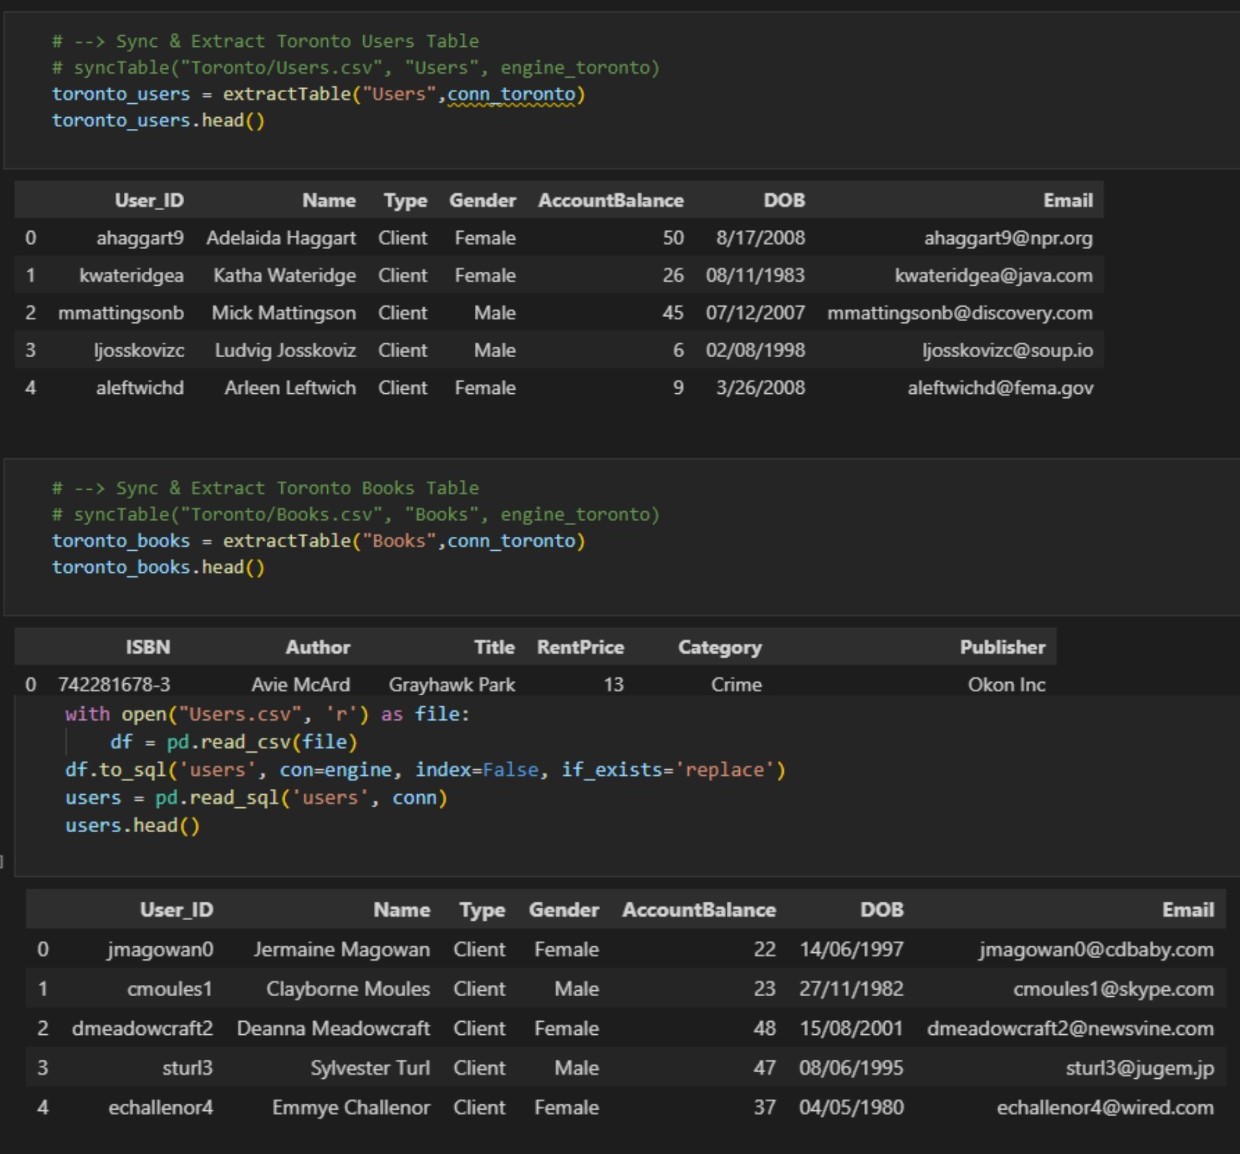 # --> Sync & Extract Toronto Users Table
# syncTable("Toronto/Users.csv", "Users", engine_toronto)
toronto_users = extractTable("Users",conn_toronto)
toronto_users.head()
User_ID Name Type Gender AccountBalance DOB Email
0 ahaggart9 Adelaida Haggart Client Female 50 8/17/2008 ahaggart9@npr.org
1 kwateridgea Katha Wateridge Client Female 26 08/11/1983 kwateridgea@java.com
2 mmattingsonb Mick Mattingson Client Male 45 07/12/2007 mmattingsonb@discovery.com
3 ljosskovizc Ludvig Josskoviz Client Male 6 02/08/1998 ljosskovizc@soup.io
4 aleftwichd Arleen Leftwich Client Female 9 3/26/2008 aleftwichd@fema.gov
# --> Sync & Extract Toronto Books Table
# syncTable("Toronto/Books.csv", "Books", engine_toronto)
toronto_books = extractTable("Books",conn_toronto)
toronto_books.head()
ISBN Author Title RentPrice Category Publisher
0 742281678-3 Avie McArd Grayhawk Park 13 Crime Okon Inc
with open("Users.csv", 'r') as file:
df = pd.read_csv(file)
df.to_sql('users', con=engine, index=False, if_exists='replace')
users = pd.read_sql('users', conn)
users.head()
]
User_ID Name Type Gender AccountBalance DOB Email
0 jmagowan0 Jermaine Magowan Client Female 22 14/06/1997 jmagowan0@cdbaby.com
1 cmoules1 Clayborne Moules Client Male 23 27/11/1982 cmoules1@skype.com
2 dmeadowcraft2 Deanna Meadowcraft Client Female 48 15/08/2001 dmeadowcraft2@newsvine.com
3 sturl3 Sylvester Turl Client Male 47 08/06/1995 sturl3@jugem.jp
4 echallenor4 Emmye Challenor Client Female 37 04/05/1980 echallenor4@wired.com